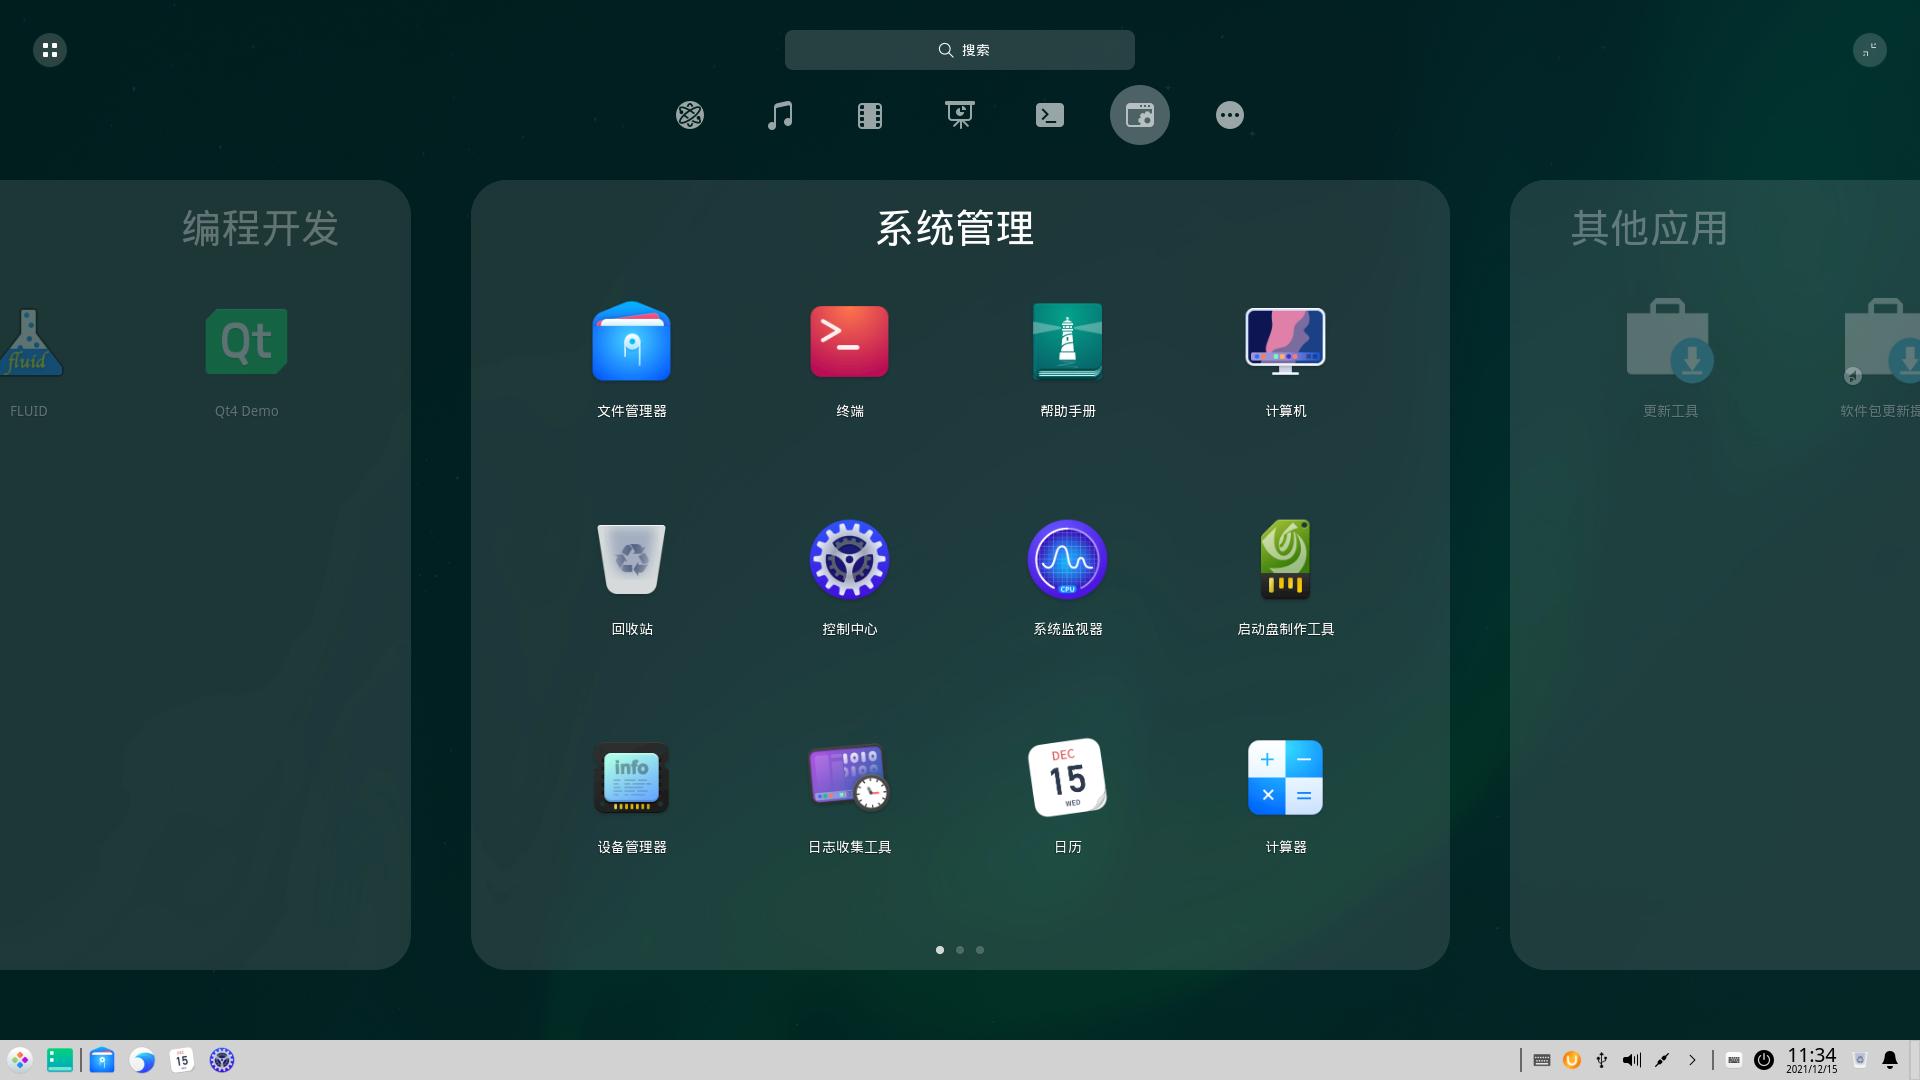 搜索
编程开发
系统管理
其他应用
fluid
Qt
FLUID
Qt4 Demo
文件管理器
终端
帮助手册
计算机
更新工具
软件包更新提
CPU
回收站
控制中心
系统监视器
启动盘制作工具
info
1010
1010
DEC
15
WED
设备管理器
日志收集工具
日历
计算器
15
11:34
2021/12/15